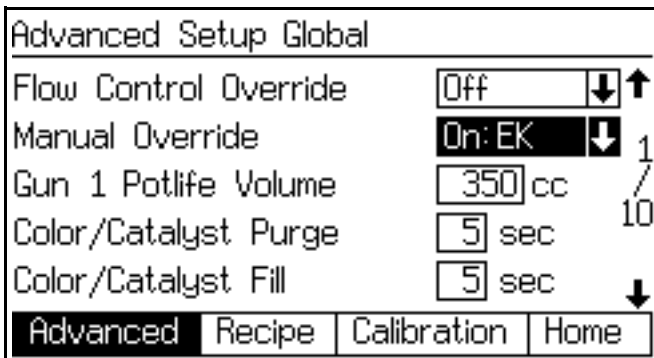 Advanced Setup Global
Flow Control Override Off
Manual Override On: EK
Gun 1 Potlife Volume 350 cc
Color/Catalyst Purge 5 sec
Color/Catalyst Fill 5 sec
1
/
10
Advanced Recipe Calibration Home